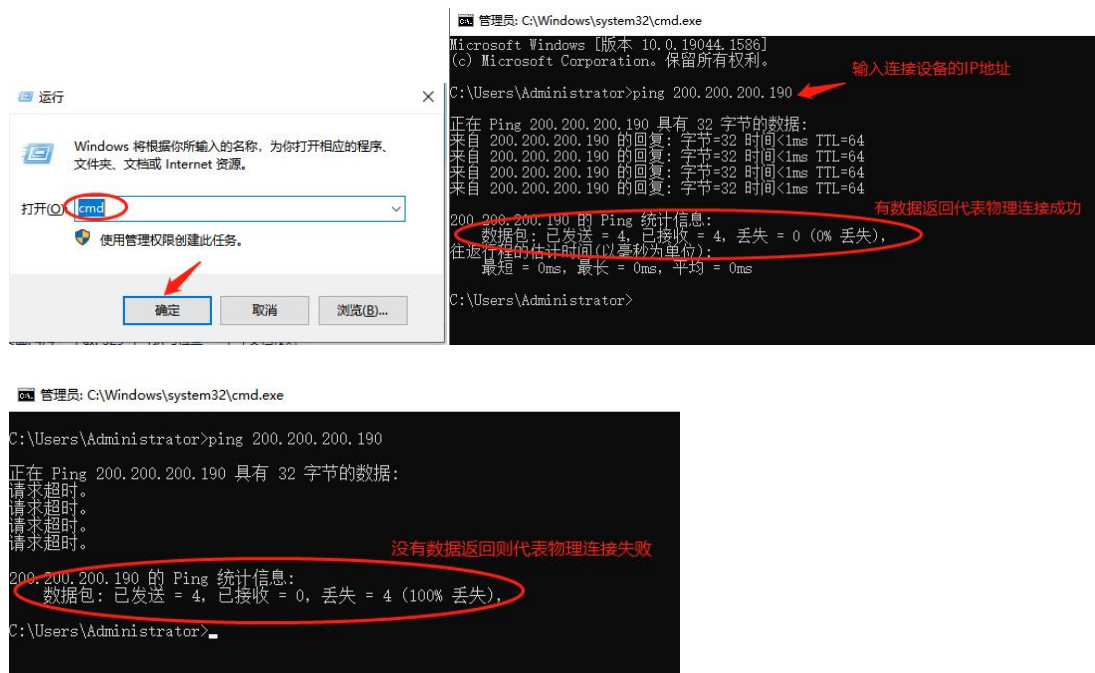 运行
Windows 将根据你所输入的名称，为你打开相应的程序、
文件夹、文档或 Internet 资源。
打开(O)
cmd
使用管理权限创建此任务。
确定
取消
浏览(B)...
管理员: C:\Windows\system32\cmd.exe
Microsoft Windows [版本 10.0.19044.1586]
(c) Microsoft Corporation。保留所有权利。
输入连接设备的IP地址
C:\Users\Administrator>ping 200.200.200.190
正在 Ping 200.200.200.190 具有 32 字节的数据:
来自 200.200.200.190 的回复: 字节=32 时间<1ms TTL=64
来自 200.200.200.190 的回复: 字节=32 时间<1ms TTL=64
来自 200.200.200.190 的回复: 字节=32 时间<1ms TTL=64
来自 200.200.200.190 的回复: 字节=32 时间<1ms TTL=64
有数据返回代表物理连接成功
200.200.200.190 的 Ping 统计信息:
数据包: 已发送 = 4，已接收 = 4，丢失 = 0 (0% 丢失)，
往返行程的估计时间(以毫秒为单位):
最短 = 0ms，最长 = 0ms，平均 = 0ms
C:\Users\Administrator>
管理员: C:\Windows\system32\cmd.exe
C:\Users\Administrator>ping 200.200.200.190
正在 Ping 200.200.200.190 具有 32 字节的数据:
请求超时。
请求超时。
请求超时。
请求超时。
没有数据返回则代表物理连接失败
200.200.200.190 的 Ping 统计信息:
数据包: 已发送 = 4，已接收 = 0，丢失 = 4 (100% 丢失)，
C:\Users\Administrator>